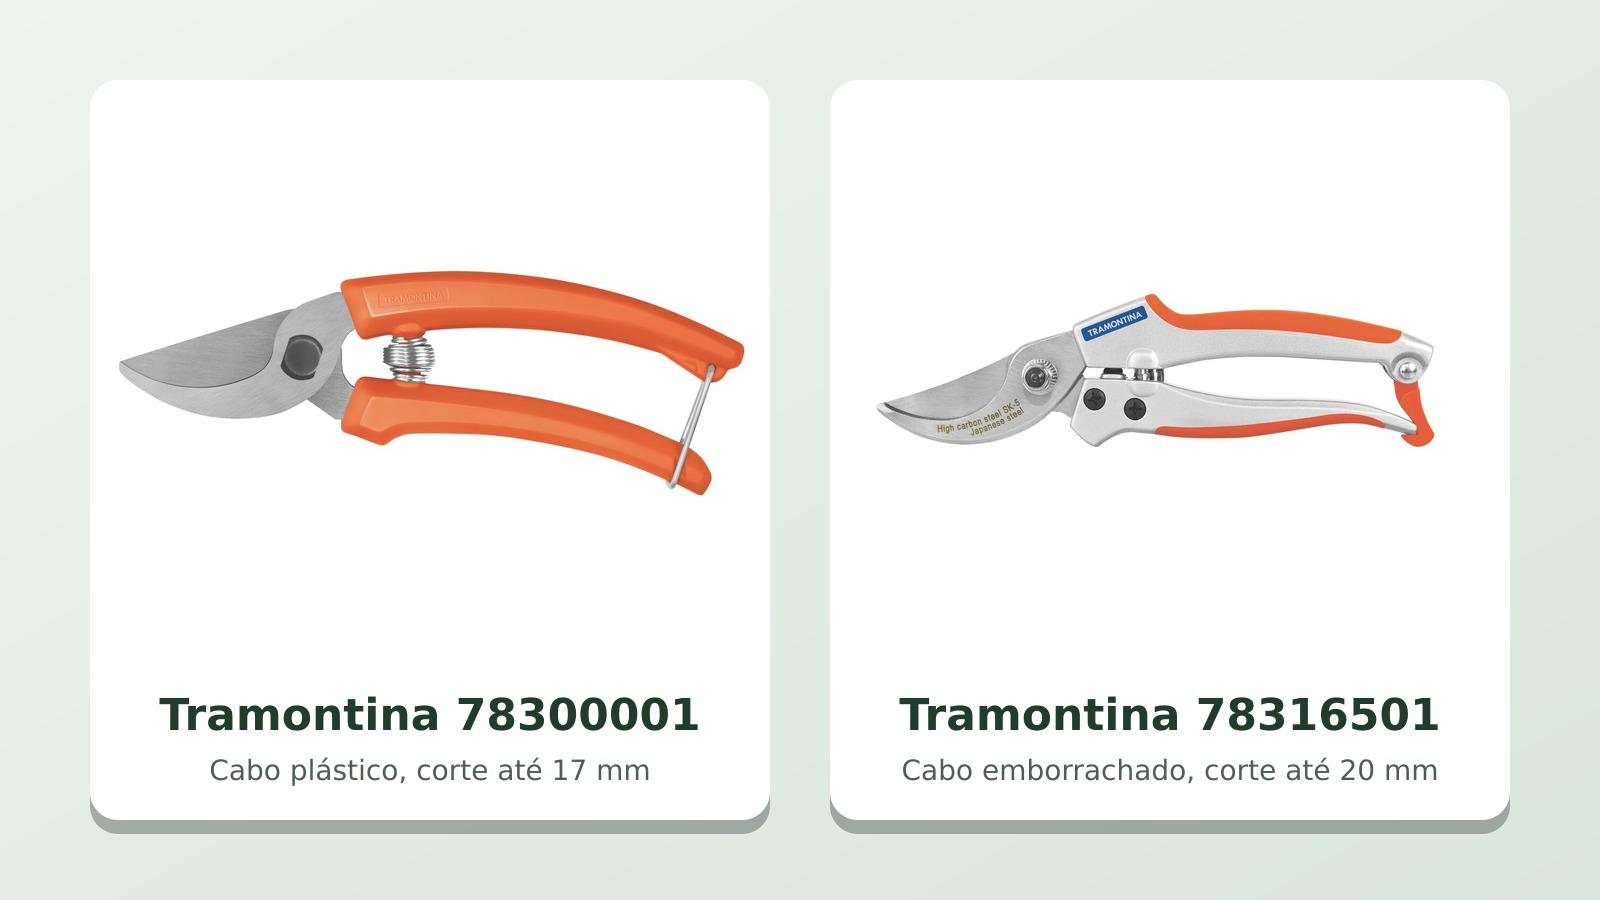 TRAMONTINA
Tramontina 78300001
Cabo plástico, corte até 17 mm
TRAMONTINA
High carbon steel SK-5
Japanese steel
Tramontina 78316501
Cabo emborrachado, corte até 20 mm